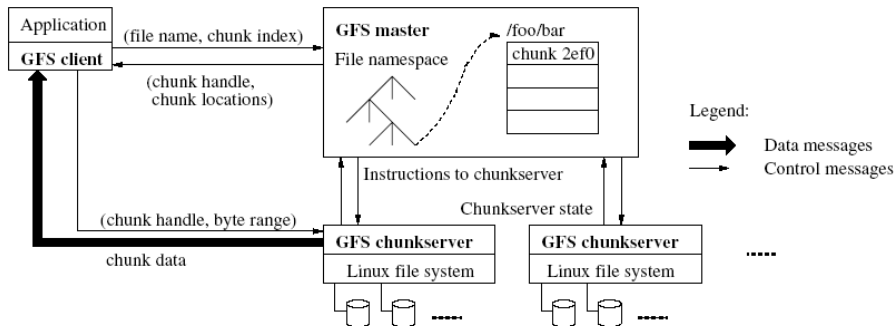 Application
GFS client
(file name, chunk index)
(chunk handle,
chunk locations)
GFS master
File namespace
/foo/bar
chunk 2ef0
Legend:
Data messages
Control messages
Instructions to chunkserver
Chunkserver state
(chunk handle, byte range)
chunk data
GFS chunkserver
Linux file system
GFS chunkserver
Linux file system